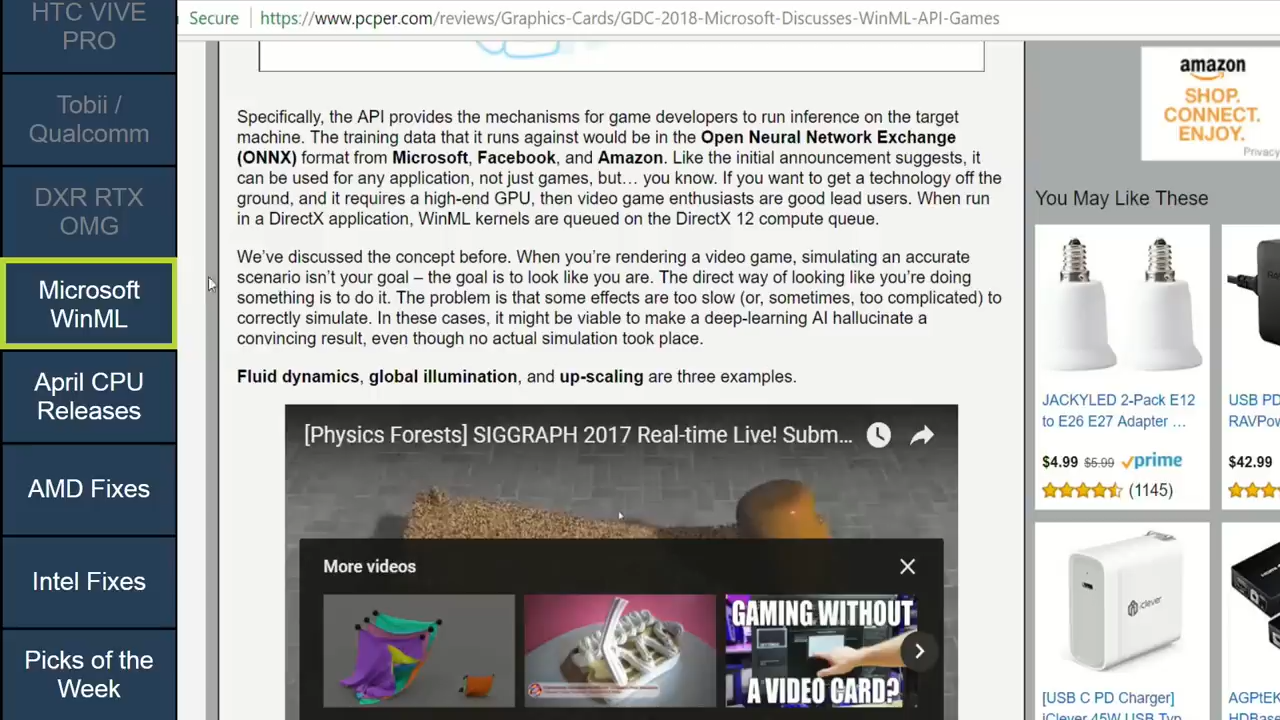 HTC VIVE
PRO
Tobii /
Qualcomm
DXR RTX
OMG
Microsoft
WinML
April CPU
Releases
AMD Fixes
Intel Fixes
Picks of the
Week
Secure
https://www.pcper.com/reviews/Graphics-Cards/GDC-2018-Microsoft-Discusses-WinML-API-Games
Specifically, the API provides the mechanisms for game developers to run inference on the target
machine. The training data that it runs against would be in the Open Neural Network Exchange
(ONNX) format from Microsoft, Facebook, and Amazon. Like the initial announcement suggests, it
can be used for any application, not just games, but… you know. If you want to get a technology off the
ground, and it requires a high-end GPU, then video game enthusiasts are good lead users. When run
in a DirectX application, WinML kernels are queued on the DirectX 12 compute queue.
We've discussed the concept before. When you're rendering a video game, simulating an accurate
scenario isn't your goal – the goal is to look like you are. The direct way of looking like you're doing
something is to do it. The problem is that some effects are too slow (or, sometimes, too complicated) to
correctly simulate. In these cases, it might be viable to make a deep-learning AI hallucinate a
convincing result, even though no actual simulation took place.
Fluid dynamics, global illumination, and up-scaling are three examples.
[Physics Forests] SIGGRAPH 2017 Real-time Live! Subm...
More videos
GAMING WITHOUT
A VIDEO CARD?
amazon
SHOP.
CONNECT.
ENJOY.
Privacy
You May Like These
JACKYLED 2-Pack E12
to E26 E27 Adapter ...
$4.99 $5.99 prime
(1145)
USB PD
RAVPow
$42.99
iclever
[USB C PD Charger]
iClever 45W USB Typ
AGPtEK
HDBase